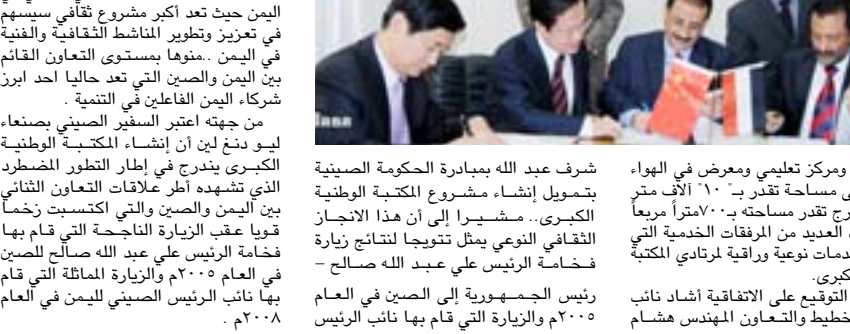 ومركز تعليمي ومعرض في الهواء
مساحة تقدر بـ" ١٠" آلاف متر
تقدر مساحته بـ٧٠٠متراً مربعاً
العديد من المرفقات الخدمية التي
خدمات نوعية وراقية لمرتادي المكتبة
التوقيع على الاتفاقية أشاد نائب
والتعاون المهندس هشام
شرف عبد الله بمبادرة الحكومة الصينية
بتمويل إنشاء مشروع المكتبة الوطنية
الكبرى.. مشيرا إلى أن هذا الانجاز
الثقافي النوعي يمثل تتويجا لنتائج زيارة
فخامة الرئيس علي عبد الله صالح –
رئيس الجمهورية إلى الصين في العام
٢٠٠٥م والزيارة التي قام بها نائب الرئيس
اليمن حيث تعد أكبر مشروع ثقافي سيسهم
في تعزيز وتطوير المناشط الثقافية والفنية
في اليمن ..منوها بمستوى التعاون القائم
بين اليمن والصين التي تعد حاليا احد ابرز
شركاء اليمن الفاعلين في التنمية .
من جهته اعتبر السفير الصيني بصنعاء
ليو دنغ لين أن إنشاء المكتبة الوطنية
الكبرى يندرج في إطار التطور المضطرد
الذي تشهده أطر علاقات التعاون الثنائي
بين اليمن والصين والتي اكتسبت زخما
قويا عقب الزيارة الناجحة التي قام بها
فخامة الرئيس علي عبد الله صالح للصين
في العام ٢٠٠٥م والزيارة المماثلة التي قام
بها نائب الرئيس الصيني لليمن في العام
٢٠٠٨م .